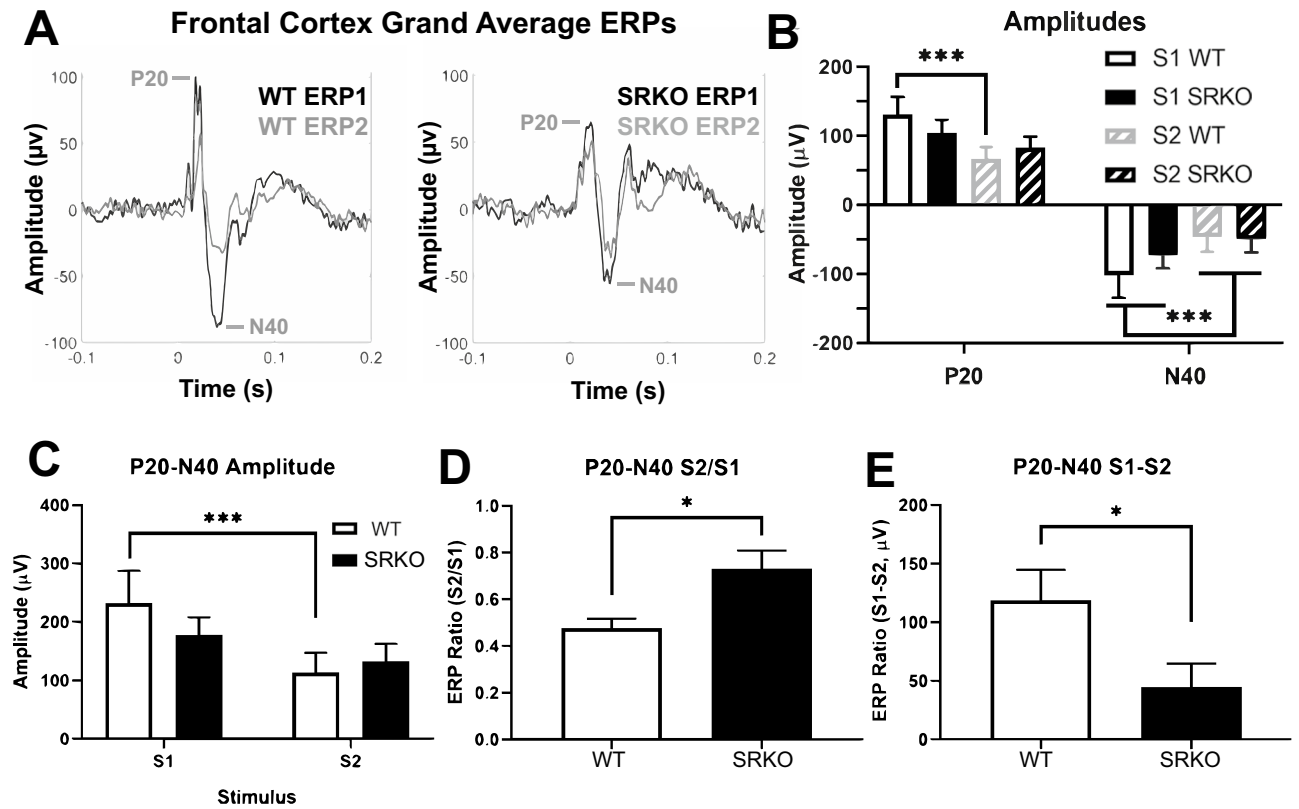 A
Frontal Cortex Grand Average ERPs
Amplitude (μv)
100
50
0
-50
-100
P20
WT ERP1
WT ERP2
N40
-0.1
0
0.1
0.2
Time (s)
Amplitude (μv)
100
50
0
-50
-100
P20
SRKO ERP1
SRKO ERP2
N40
-0.1
0
0.1
0.2
Time (s)
B
Amplitudes
Amplitude (μV)
200
100
0
-100
-200
***
***
S1 WT
S1 SRKO
S2 WT
S2 SRKO
P20
N40
C
P20-N40 Amplitude
Amplitude (μV)
400
300
200
100
0
***
WT
SRKO
S1
S2
Stimulus
D
P20-N40 S2/S1
ERP Ratio (S2/S1)
1.0
0.8
0.6
0.4
0.2
0.0
*
WT
SRKO
E
P20-N40 S1-S2
ERP Ratio (S1-S2, μV)
200
150
100
50
0
*
WT
SRKO